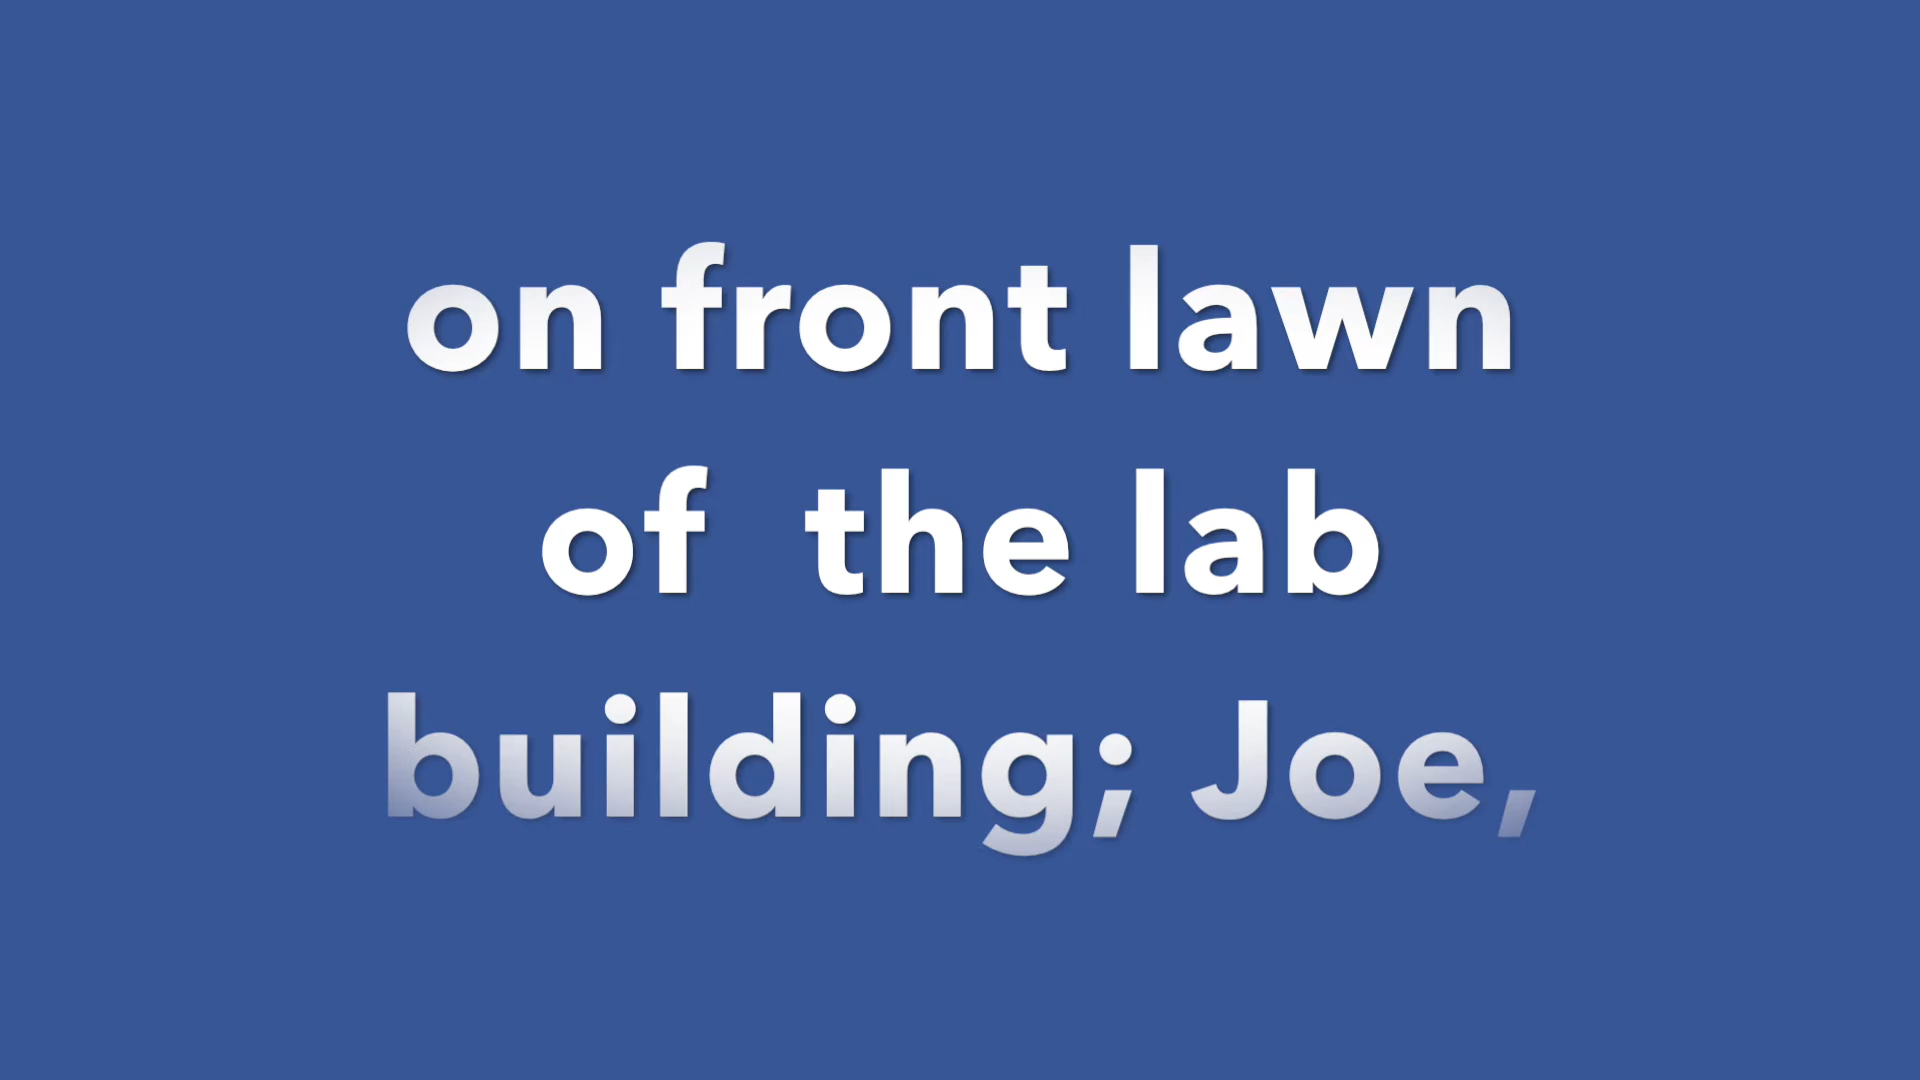 on front lawn
of  the lab
building; Joe,